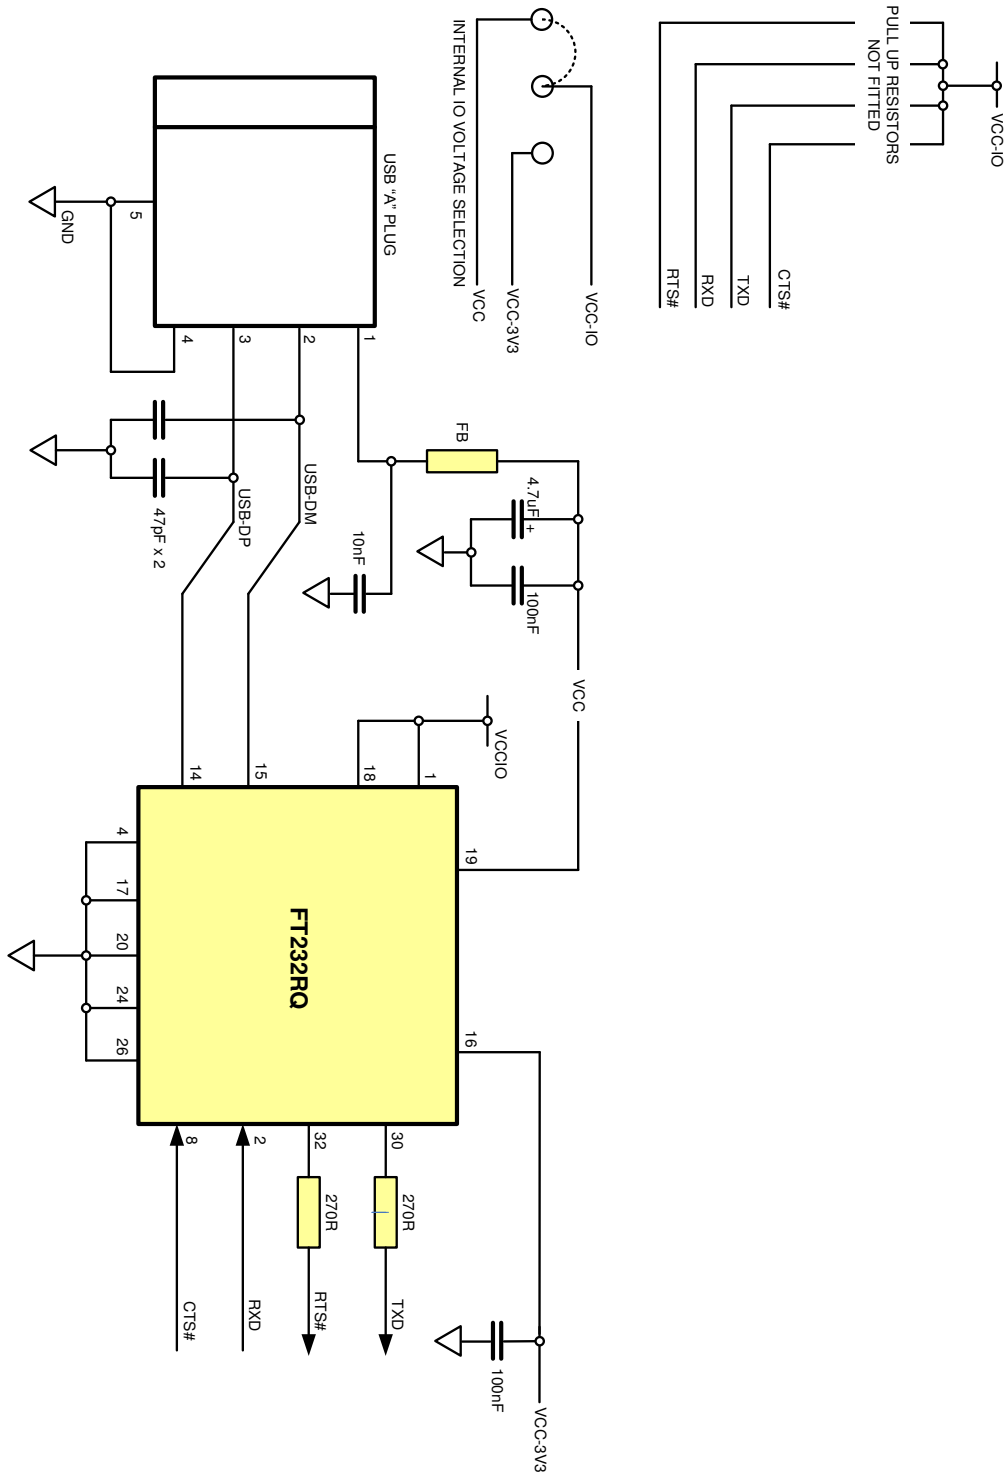 VCC-IO
PULL UP RESISTORS
NOT FITTED
CTS#
TXD
RXD
RTS#
VCC-IO
VCC-3V3
VCC
INTERNAL IO VOLTAGE SELECTION
USB "A" PLUG
1
2
3
4
5
GND
FB
4.7uF +
100nF
10nF
USB-DM
USB-DP
47pF x 2
VCC
VCCIO
1
18
15
14
19
16
FT232RQ
4
17
20
24
26
30
32
2
8
270R
270R
TXD
RTS#
RXD
CTS#
100nF
VCC-3V3